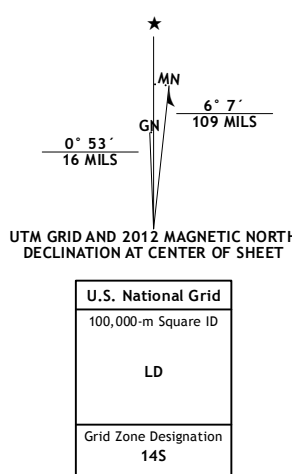 ★
MN
GN
6° 7´
109 MILS
0° 53´
16 MILS
UTM GRID AND 2012 MAGNETIC NORTH
DECLINATION AT CENTER OF SHEET
U.S. National Grid
100,000-m Square ID
LD
Grid Zone Designation
14S